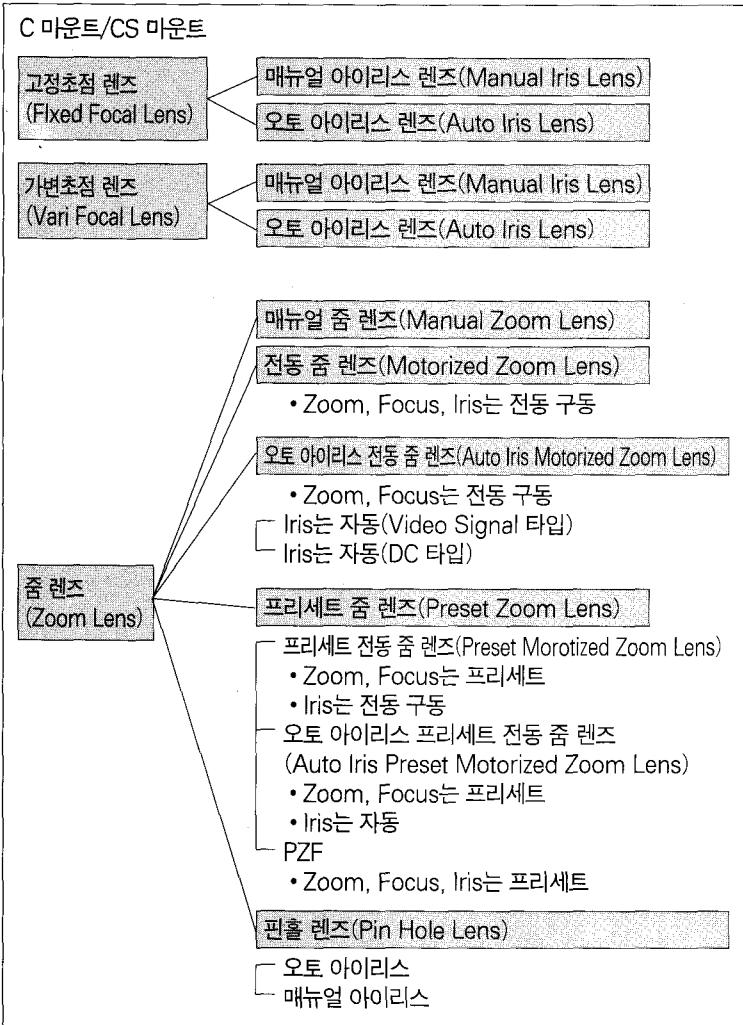 C 마운트/CS 마운트
고정초점 렌즈
(FIxed Focal Lens)
매뉴얼 아이리스 렌즈(Manual Iris Lens)
오토 아이리스 렌즈(Auto Iris Lens)
가변초점 렌즈
(Vari Focal Lens)
매뉴얼 아이리스 렌즈(Manual Iris Lens)
오토 아이리스 렌즈(Auto Iris Lens)
줌 렌즈
(Zoom Lens)
매뉴얼 줌 렌즈(Manual Zoom Lens)
전동 줌 렌즈(Motorized Zoom Lens)
• Zoom, Focus, Iris는 전동 구동
오토 아이리스 전동 줌 렌즈(Auto Iris Motorized Zoom Lens)
• Zoom, Focus는 전동 구동
Iris는 자동(Video Signal 타입)
Iris는 자동(DC 타입)
프리세트 줌 렌즈(Preset Zoom Lens)
프리세트 전동 줌 렌즈(Preset Morotized Zoom Lens)
• Zoom, Focus는 프리세트
• Iris는 전동 구동
오토 아이리스 프리세트 전동 줌 렌즈
(Auto Iris Preset Motorized Zoom Lens)
• Zoom, Focus는 프리세트
• Iris는 자동
PZF
• Zoom, Focus, Iris는 프리세트
핀홀 렌즈(Pin Hole Lens)
오토 아이리스
매뉴얼 아이리스